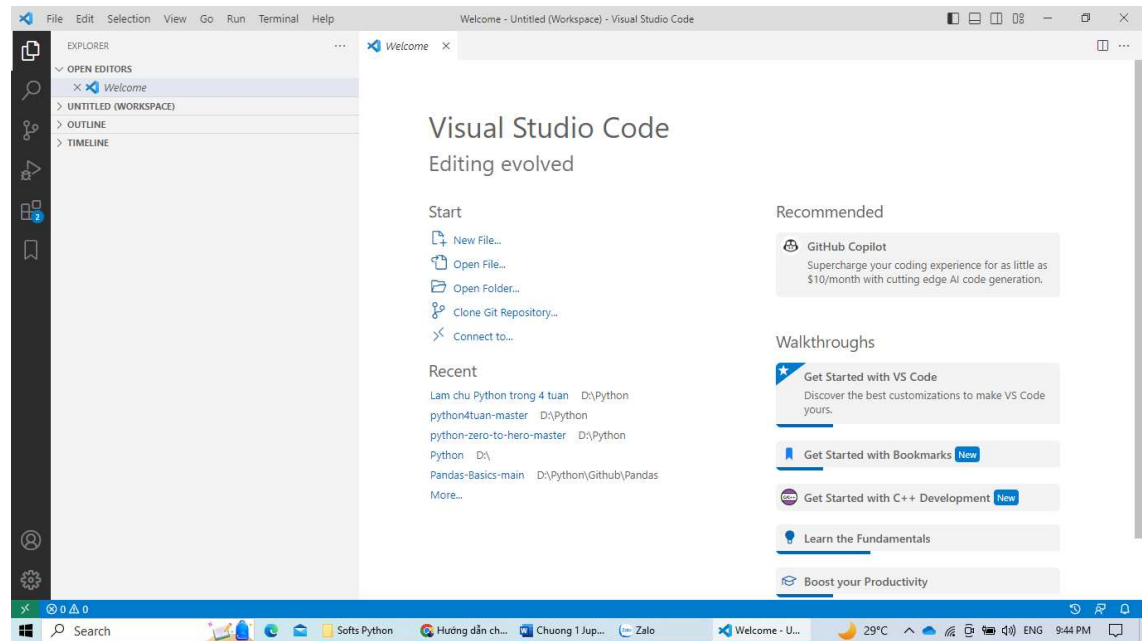 File Edit Selection View Go Run Terminal Help
Welcome - Untitled (Workspace) - Visual Studio Code
EXPLORER
OPEN EDITORS
Welcome
UNTITLED (WORKSPACE)
OUTLINE
TIMELINE
2
Welcome
Visual Studio Code
Editing evolved
Start
New File...
Open File...
Open Folder...
Clone Git Repository...
Connect to...
Recent
Lam chu Python trong 4 tuan D:\Python
python4tuan-master D:\Python
python-zero-to-hero-master D:\Python
Python D:\
Pandas-Basics-main D:\Python\Github\Pandas
More...
Recommended
GitHub Copilot
Supercharge your coding experience for as little as
$10/month with cutting edge AI code generation.
Walkthroughs
Get Started with VS Code
Discover the best customizations to make VS Code
yours.
Get Started with Bookmarks New
Get Started with C++ Development New
Learn the Fundamentals
Boost your Productivity
0 0
Search
Softs Python
Hướng dẫn ch...
Chuong 1 Jup...
Zalo
Welcome - U...
29°C
ENG
9:44 PM